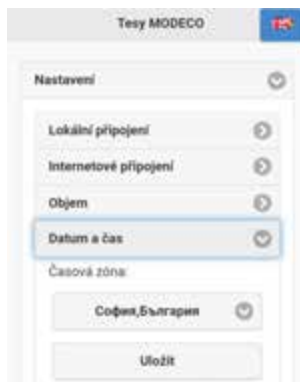 Tesy MODECO
Nastavení
Lokální připojení
Internetové připojení
Objem
Datum a čas
Časová zóna:
София,България
Uložit